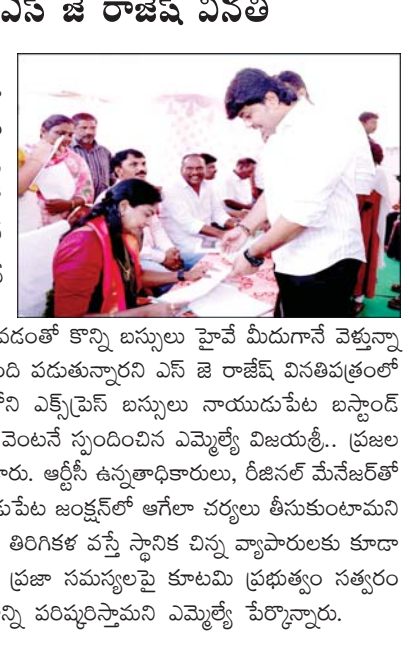 ఎస్ జె రాజేష్ వినతి
వడంతో కొన్ని బస్సులు హైవే మీదుగానే వెళ్తున్నా
ంది పడుతున్నారని ఎస్ జె రాజేష్ వినతిపత్రంలో
ోని ఎక్స్‌ప్రెస్ బస్సులు నాయుడుపేట బస్టాండ్
వెంటనే స్పందించిన ఎమ్మెల్యే విజయశ్రీ.. ప్రజల
ారు. ఆర్టీసీ ఉన్నతాధికారులు, రీజినల్ మేనేజర్‌తో
డుపేట జంక్షన్‌లో ఆగేలా చర్యలు తీసుకుంటామని
తిరిగికళ వస్తే స్థానిక చిన్న వ్యాపారులకు కూడా
ప్రజా సమస్యలపై కూటమి ప్రభుత్వం సత్వరం
న్ని పరిష్కరిస్తామని ఎమ్మెల్యే పేర్కొన్నారు.